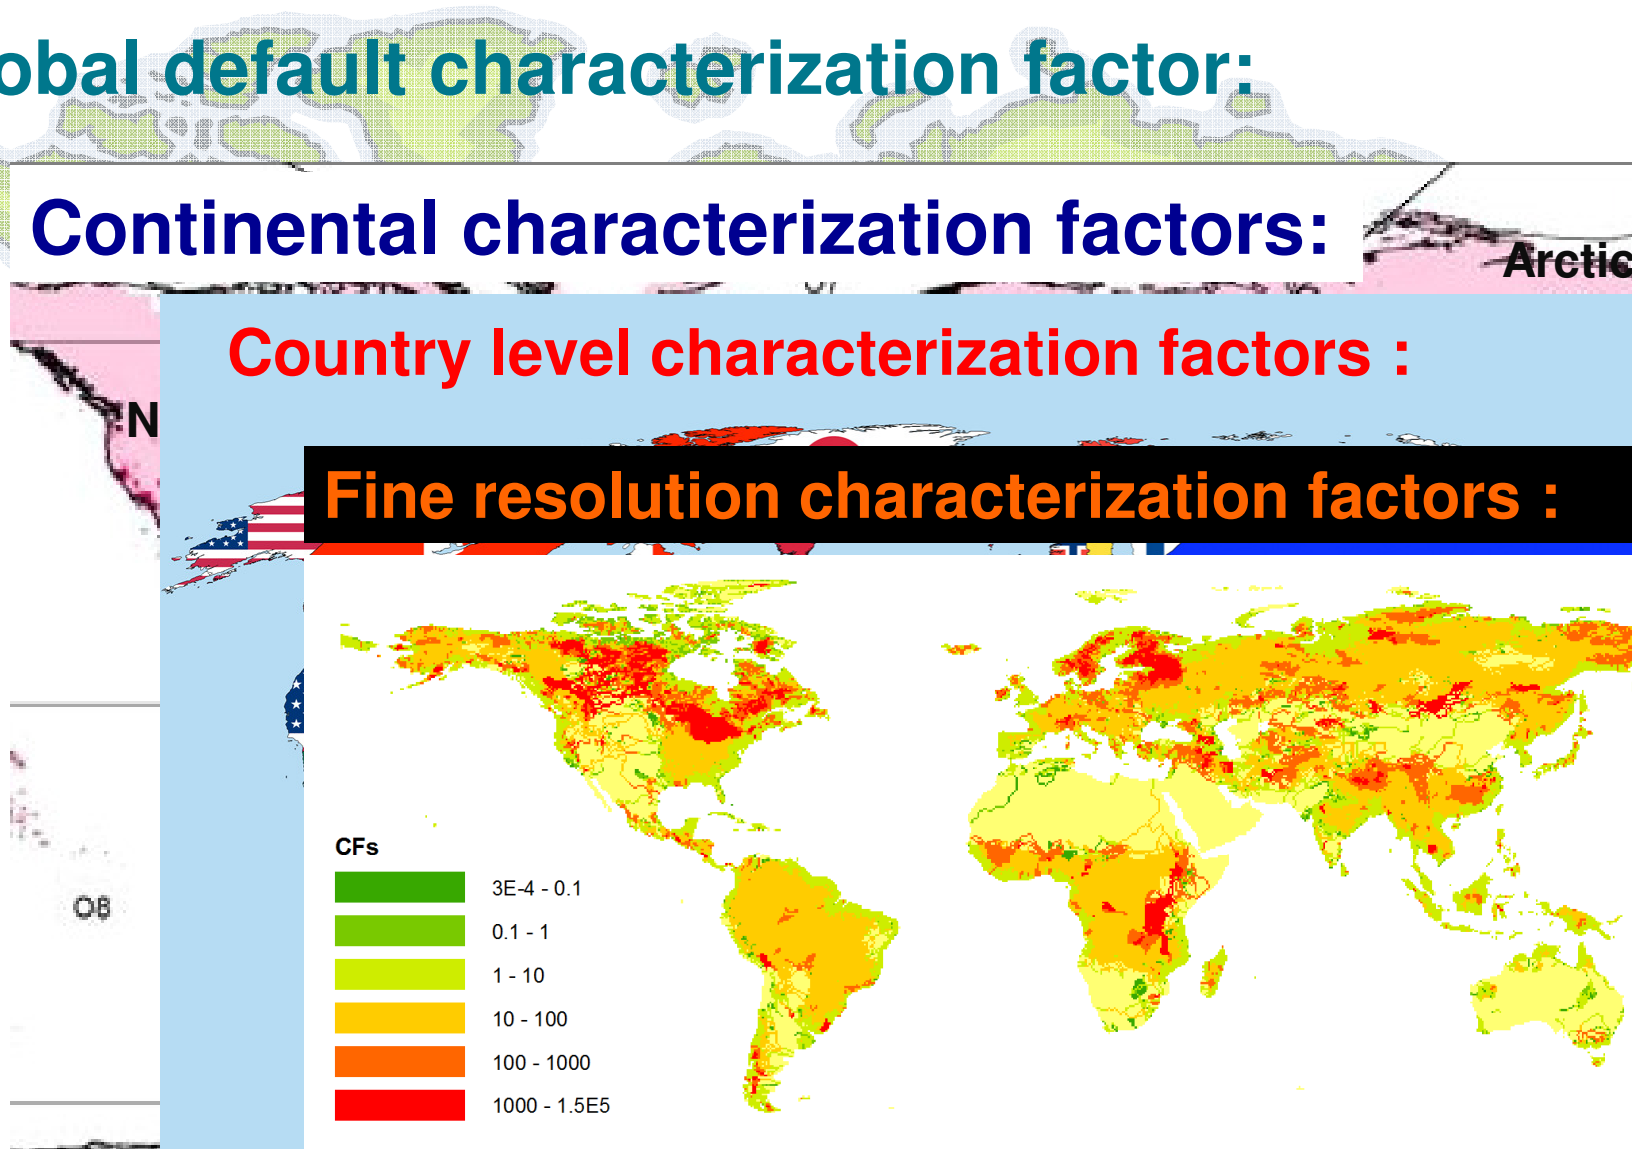 obal default characterization factor:
Continental characterization factors:
Arctic
Country level characterization factors :
N
Fine resolution characterization factors :
CFs
3E-4 - 0.1
0.1 - 1
1 - 10
10 - 100
100 - 1000
1000 - 1.5E5
O8